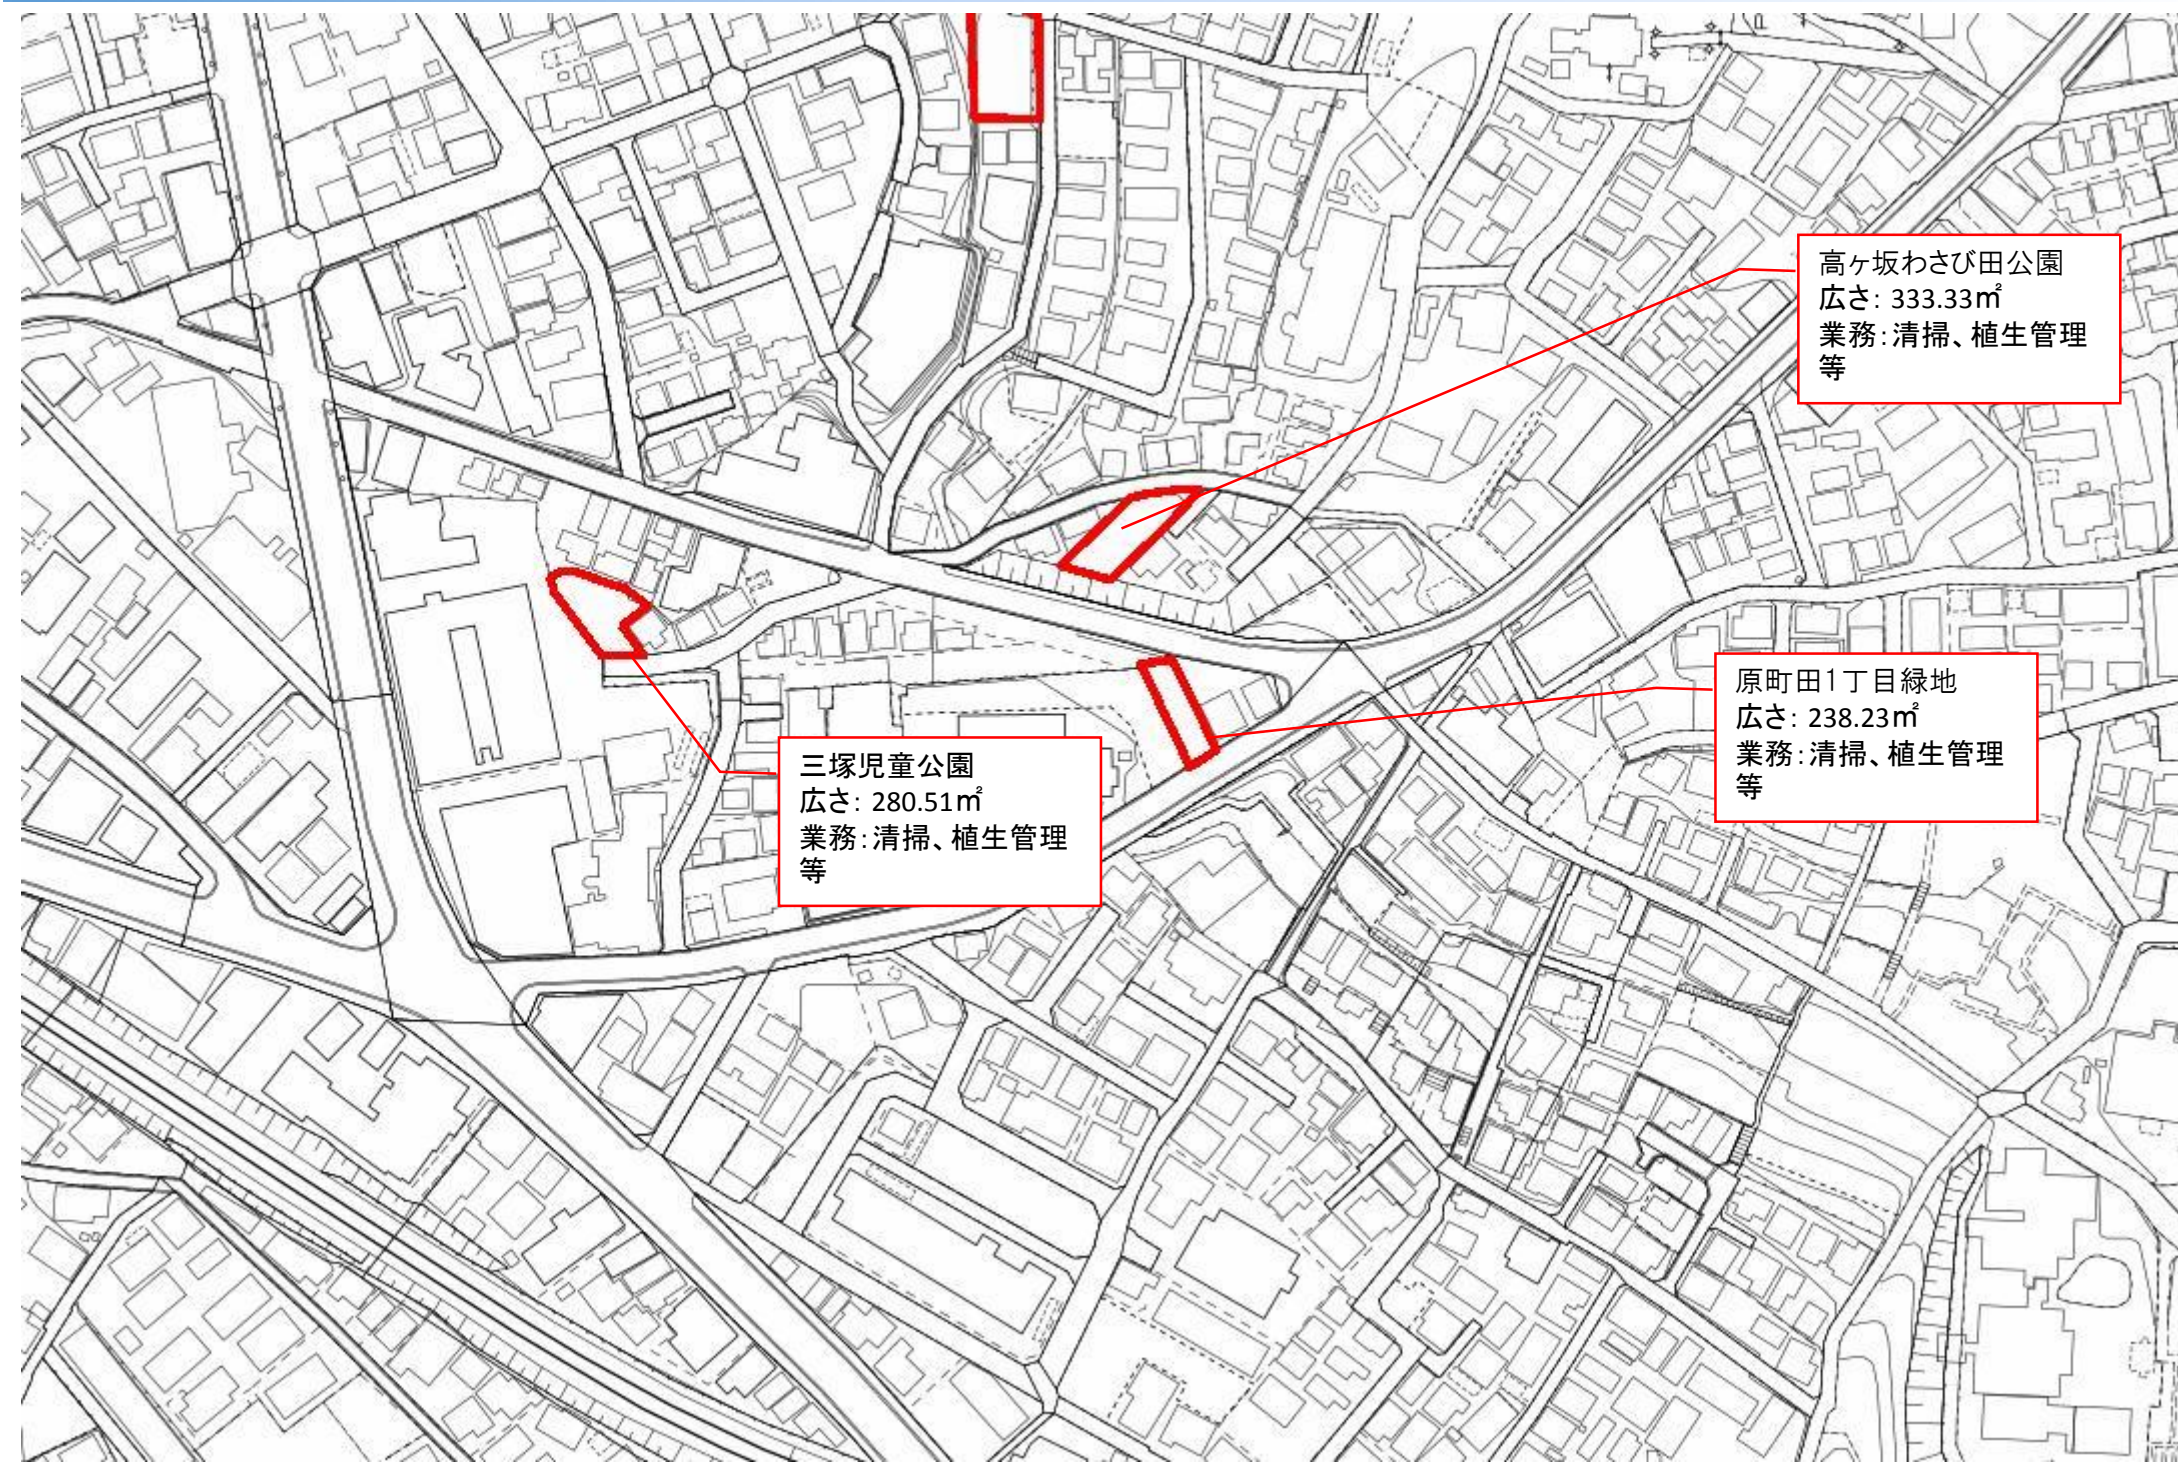 高ヶ坂わさび田公園
広さ: 333.33㎡
業務:清掃、植生管理
等
原町田1丁目緑地
広さ: 238.23㎡
業務:清掃、植生管理
等
三塚児童公園
広さ: 280.51㎡
業務:清掃、植生管理
等